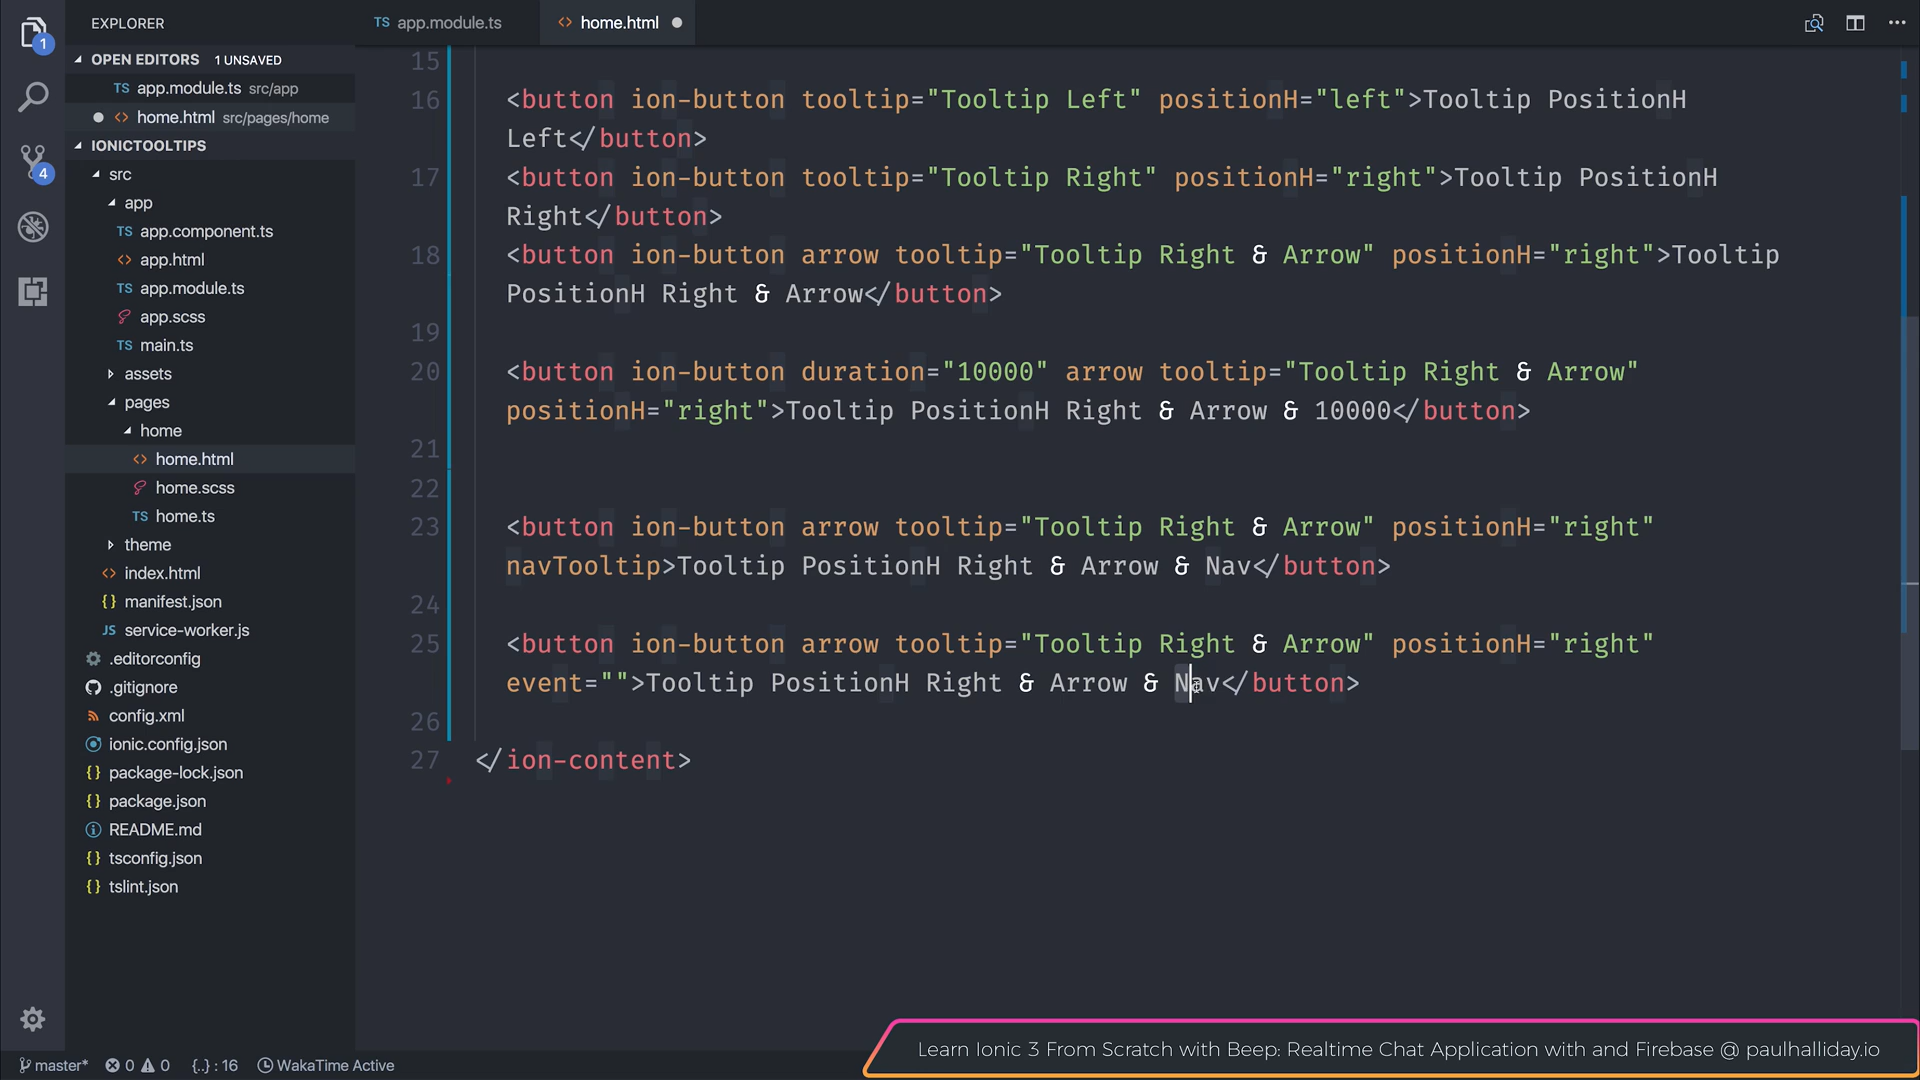 EXPLORER
TS app.module.ts
<> home.html
OPEN EDITORS 1 UNSAVED
TS app.module.ts src/app
<> home.html src/pages/home
IONICTOOLTIPS
src
app
TS app.component.ts
<> app.html
TS app.module.ts
app.scss
TS main.ts
assets
pages
home
<> home.html
home.scss
TS home.ts
theme
<> index.html
{} manifest.json
JS service-worker.js
.editorconfig
.gitignore
config.xml
ionic.config.json
{} package-lock.json
{} package.json
README.md
{} tsconfig.json
{} tslint.json
1
4
15
16 <button ion-button tooltip="Tooltip Left" positionH="left">Tooltip PositionH
Left</button>
17 <button ion-button tooltip="Tooltip Right" positionH="right">Tooltip PositionH
Right</button>
18 <button ion-button arrow tooltip="Tooltip Right & Arrow" positionH="right">Tooltip
PositionH Right & Arrow</button>
19
20 <button ion-button duration="10000" arrow tooltip="Tooltip Right & Arrow"
positionH="right">Tooltip PositionH Right & Arrow & 10000</button>
21
22
23 <button ion-button arrow tooltip="Tooltip Right & Arrow" positionH="right"
navTooltip>Tooltip PositionH Right & Arrow & Nav</button>
24
25 <button ion-button arrow tooltip="Tooltip Right & Arrow" positionH="right"
event="">Tooltip PositionH Right & Arrow & Nav</button>
26
27 </ion-content>
Learn Ionic 3 From Scratch with Beep: Realtime Chat Application with and Firebase @ paulhalliday.io
master* 0 0 {..} : 16 WakaTime Active